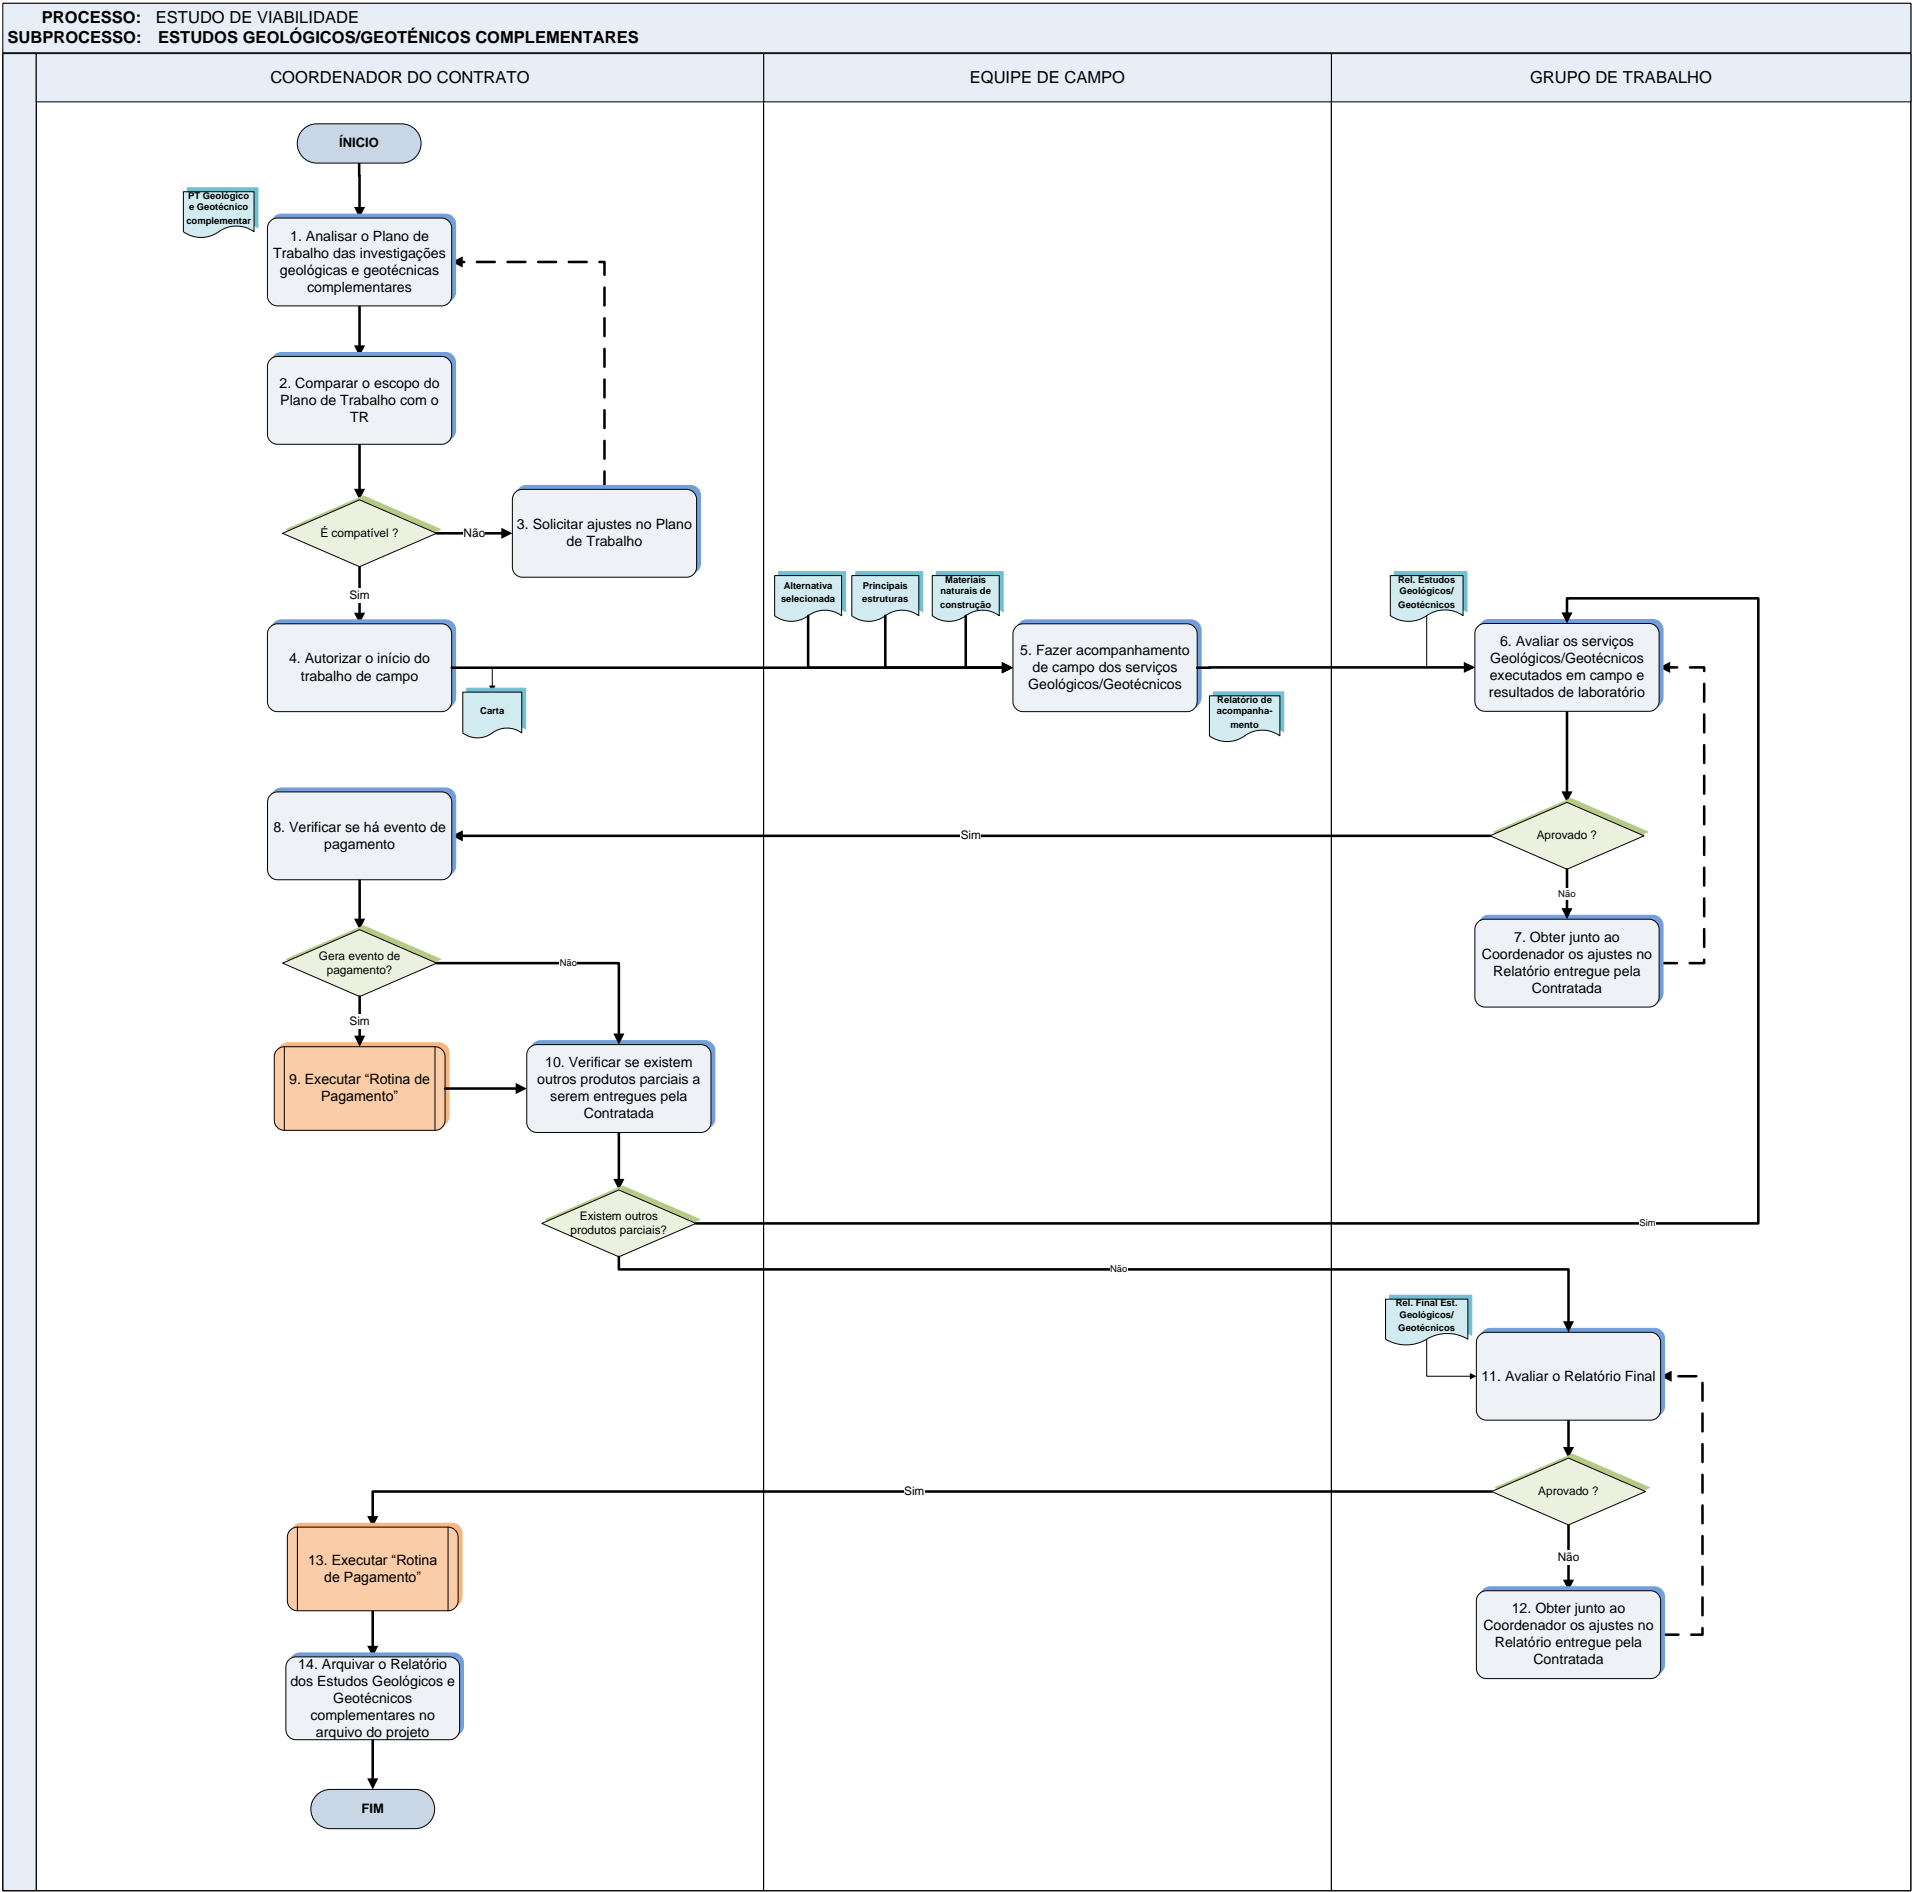 PROCESSO: ESTUDO DE VIABILIDADE
SUBPROCESSO: ESTUDOS GEOLÓGICOS/GEOTÉNICOS COMPLEMENTARES
COORDENADOR DO CONTRATO
EQUIPE DE CAMPO
GRUPO DE TRABALHO
ÍNICIO
PT Geológico
e Geotécnico
complementar
1. Analisar o Plano de
Trabalho das investigações
geológicas e geotécnicas
complementares
2. Comparar o escopo do
Plano de Trabalho com o
TR
É compatível ?
Não
3. Solicitar ajustes no Plano
de Trabalho
Sim
4. Autorizar o início do
trabalho de campo
Carta
Alternativa
selecionada
Principais
estruturas
Materiais
naturais de
construção
5. Fazer acompanhamento
de campo dos serviços
Geológicos/Geotécnicos
Relatório de
acompanha-
mento
Rel. Estudos
Geológicos/
Geotécnicos
6. Avaliar os serviços
Geológicos/Geotécnicos
executados em campo e
resultados de laboratório
Aprovado ?
Sim
Não
7. Obter junto ao
Coordenador os ajustes no
Relatório entregue pela
Contratada
8. Verificar se há evento de
pagamento
Gera evento de
pagamento?
Não
Sim
9. Executar “Rotina de
Pagamento”
10. Verificar se existem
outros produtos parciais a
serem entregues pela
Contratada
Existem outros
produtos parciais?
Sim
Não
Rel. Final Est.
Geológicos/
Geotécnicos
11. Avaliar o Relatório Final
Aprovado ?
Sim
Não
12. Obter junto ao
Coordenador os ajustes no
Relatório entregue pela
Contratada
13. Executar “Rotina
de Pagamento”
14. Arquivar o Relatório
dos Estudos Geológicos e
Geotécnicos
complementares no
arquivo do projeto
FIM